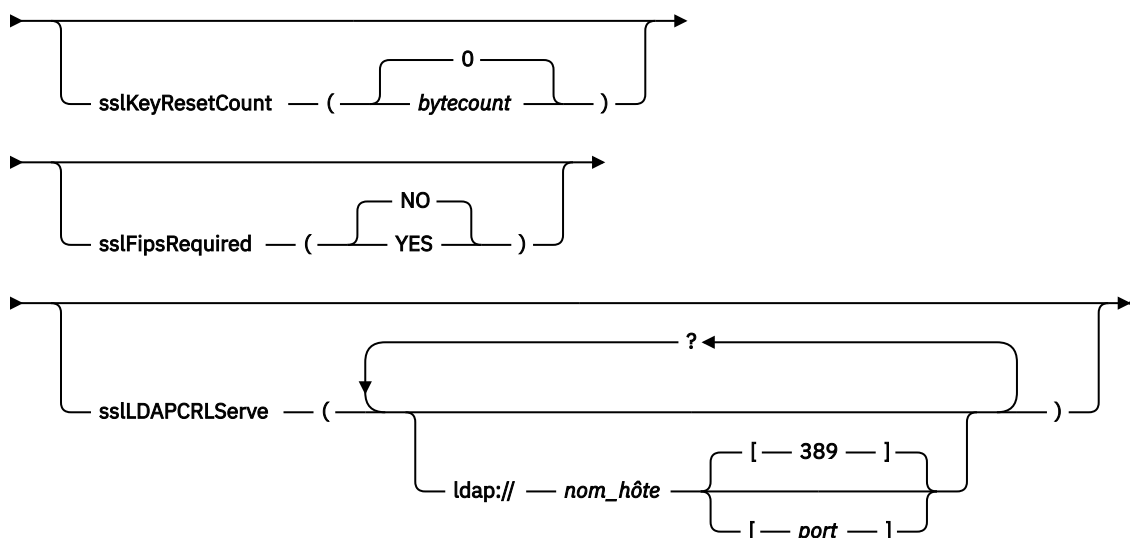 0
sslKeyResetCount ( bytecount )
NO
sslFipsRequired ( YES )
?
sslLDAPCRLServe ( )
[ 389 ]
ldap:// nom_hôte
[ port ]